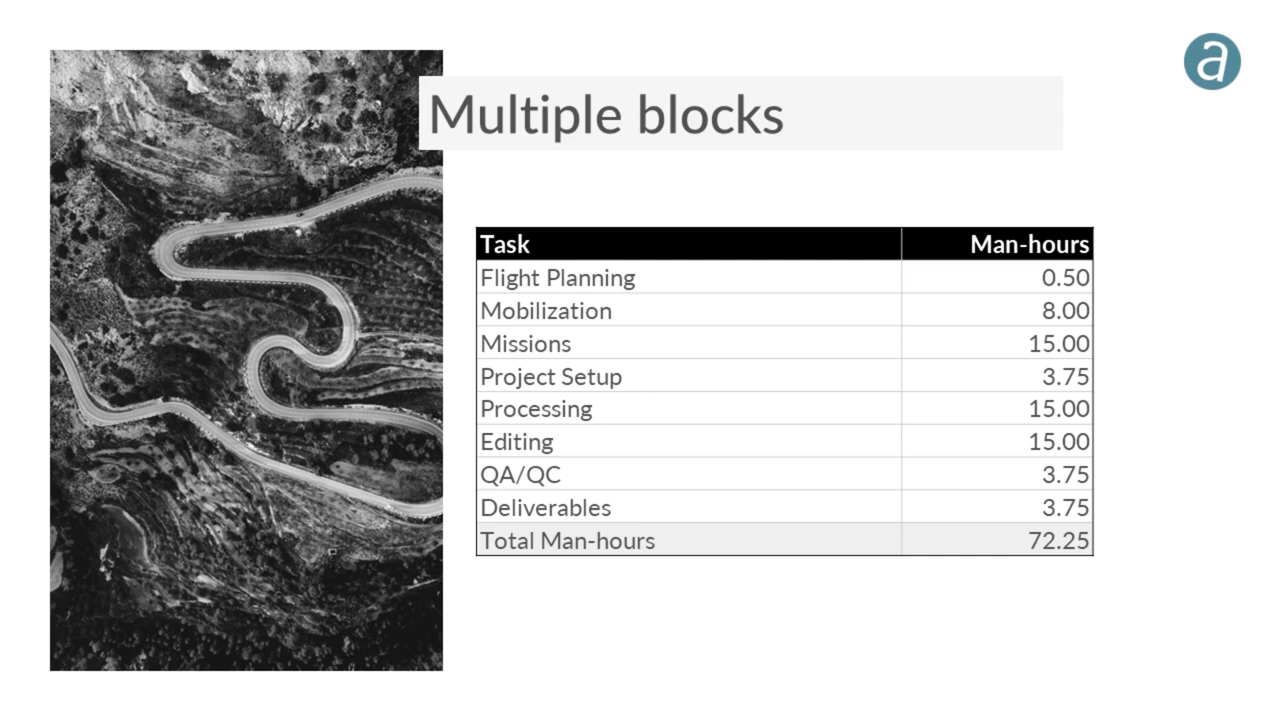 a
Multiple blocks
Task Man-hours
Flight Planning 0.50
Mobilization 8.00
Missions 15.00
Project Setup 3.75
Processing 15.00
Editing 15.00
QA/QC 3.75
Deliverables 3.75
Total Man-hours 72.25